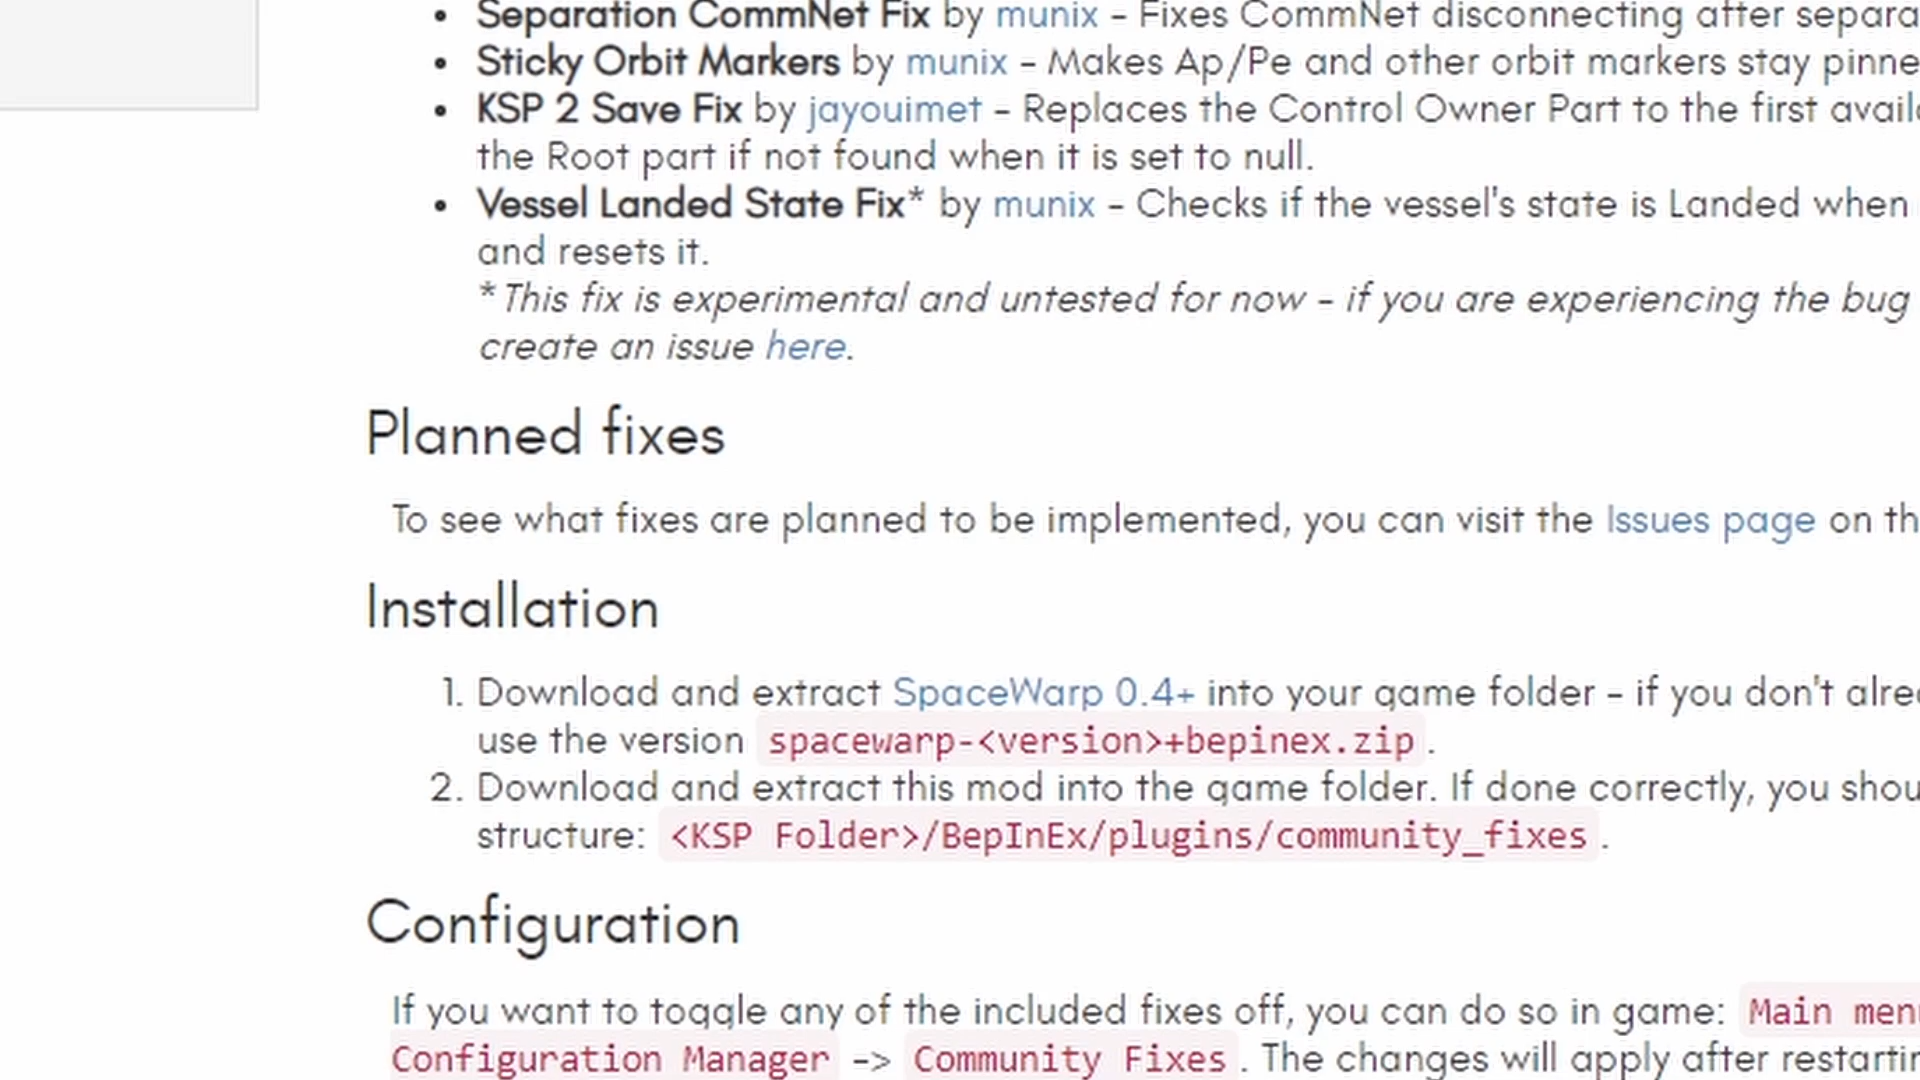 • Separation CommNet Fix by munix - Fixes CommNet disconnecting after
• Sticky Orbit Markers by munix - Makes Ap/Pe and other orbit markers stay
• KSP 2 Save Fix by jayouimet - Replaces the Control Owner Part to the first
the Root part if not found when it is set to null.
• Vessel Landed State Fix* by munix - Checks if the vessel's state is Landed when
and resets it.
*This fix is experimental and untested for now - if you are experiencing the bug
create an issue here.
Planned fixes
To see what fixes are planned to be implemented, you can visit the Issues page on
Installation
1. Download and extract SpaceWarp 0.4+ into your game folder - if you don't
use the version spacewarp-<version>+bepinex.zip.
2. Download and extract this mod into the game folder. If done correctly, you
structure: <KSP Folder>/BepInEx/plugins/community_fixes.
Configuration
If you want to toggle any of the included fixes off, you can do so in game: Main
Configuration Manager -> Community Fixes. The changes will apply after